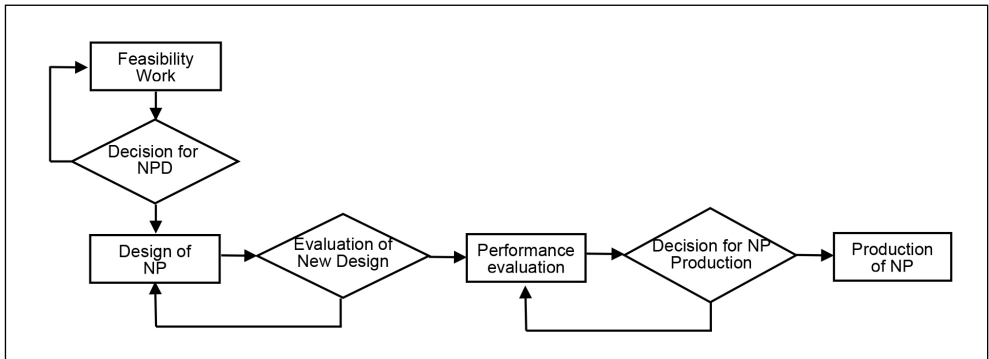 Feasibility
Work
Decision for
NPD
Design of
NP
Evaluation of
New Design
Performance
evaluation
Decision for NP
Production
Production
of NP